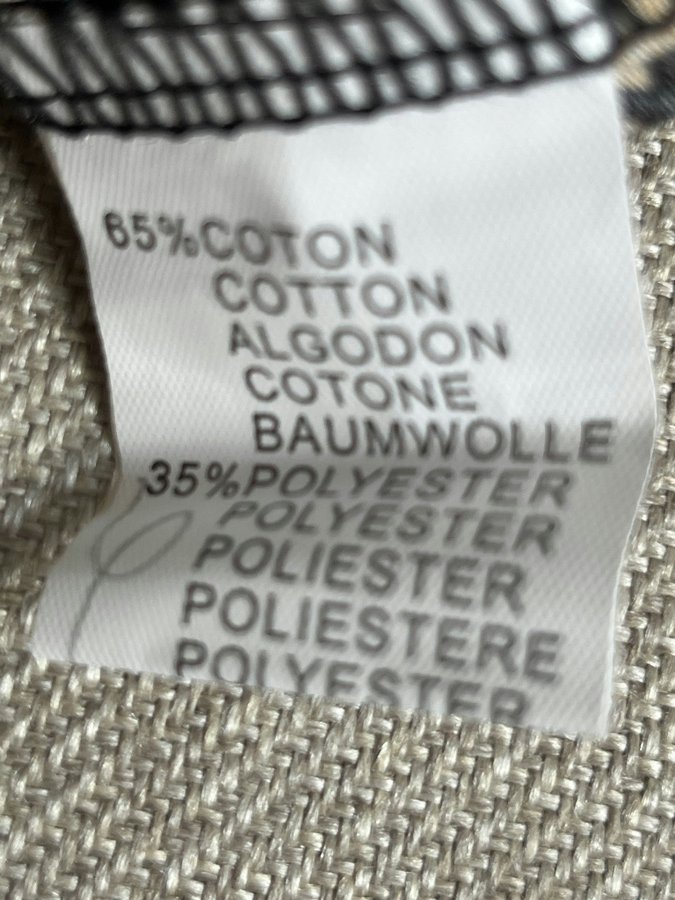 65%COTON
COTTON
ALGODON
COTONE
BAUMWOLLE
35%POLYESTER
POLYESTER
POLIESTER
POLIESTERE
POLYESTER